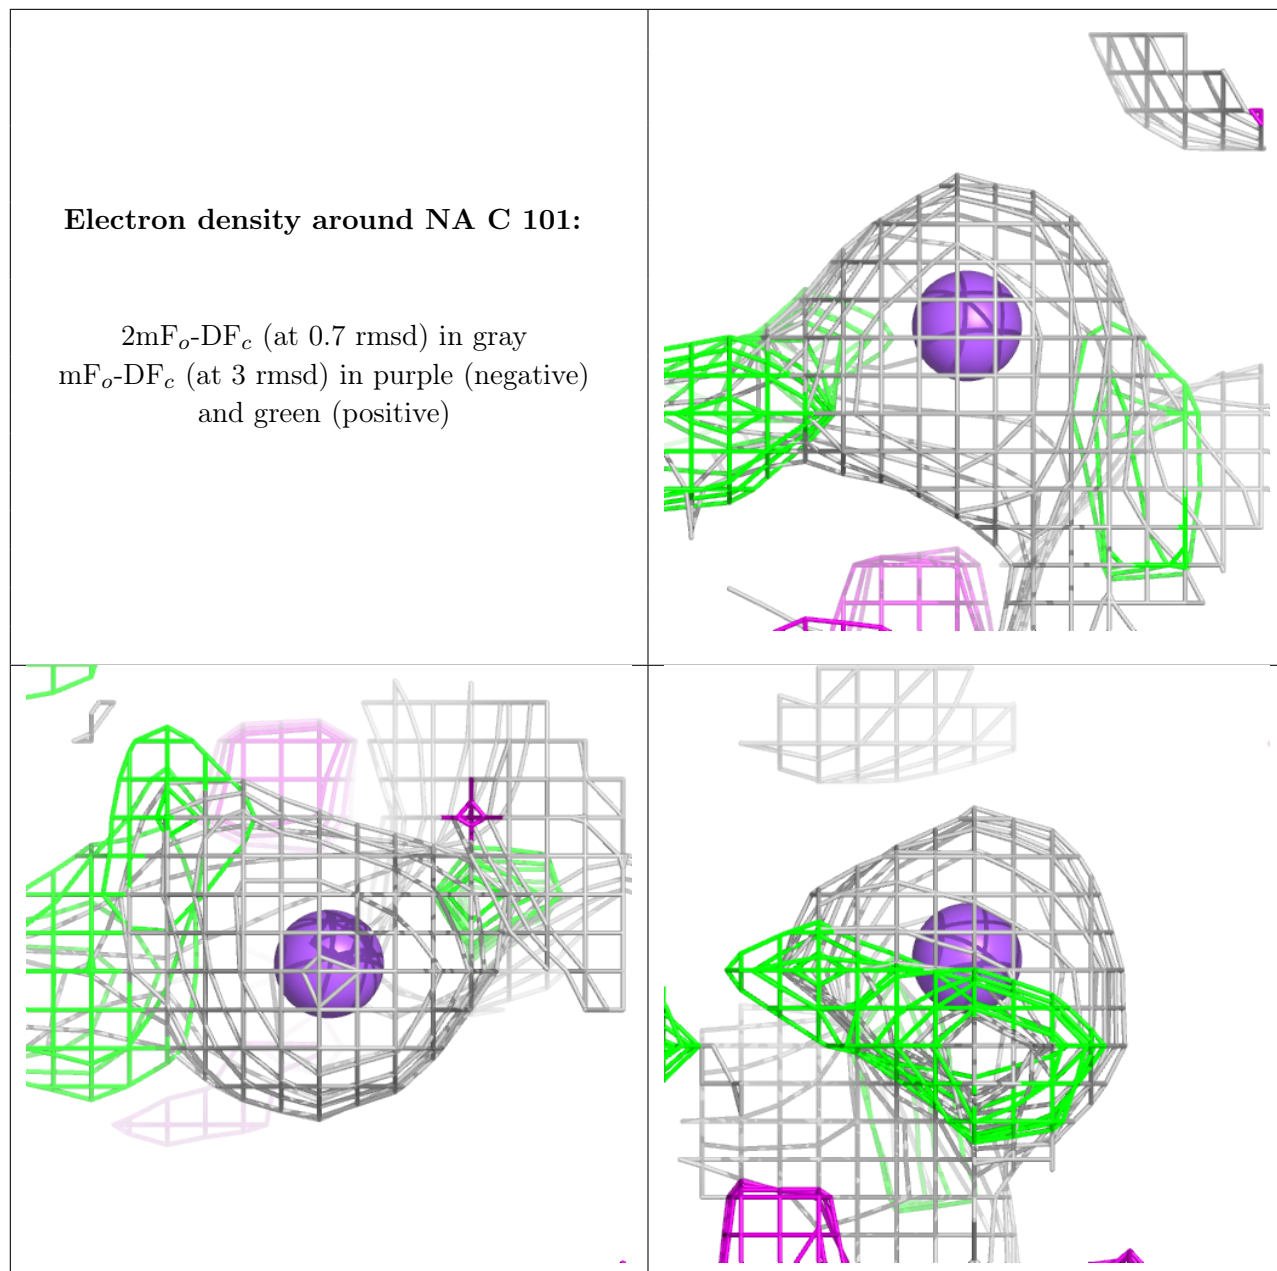 Electron density around NA C 101:
2mFₒ-DF𝒸 (at 0.7 rmsd) in gray
mFₒ-DF𝒸 (at 3 rmsd) in purple (negative)
and green (positive)